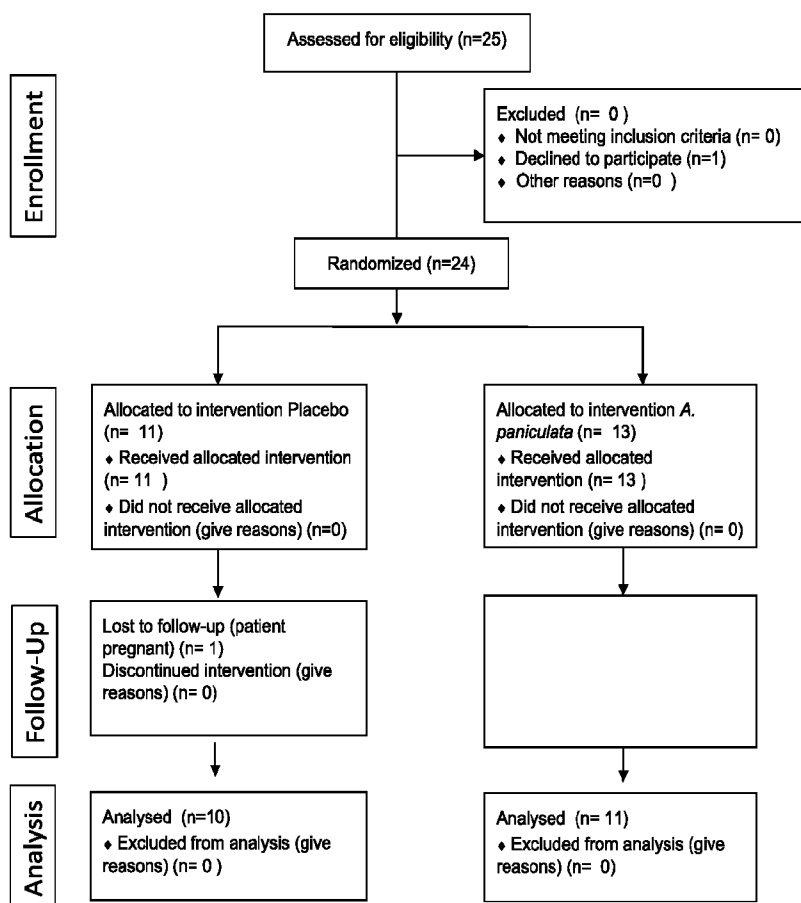 Assessed for eligibility (n=25)
Enrollment
Excluded (n= 0 )
♦ Not meeting inclusion criteria (n= 0)
♦ Declined to participate (n=1)
♦ Other reasons (n=0 )
Randomized (n=24)
Allocation
Allocated to intervention Placebo
(n= 11)
♦ Received allocated intervention
(n= 11 )
♦ Did not receive allocated
intervention (give reasons) (n=0)
Allocated to intervention A.
paniculata (n= 13)
♦ Received allocated
intervention (n= 13 )
♦ Did not receive allocated
intervention (give reasons) (n= 0)
Follow-Up
Lost to follow-up (patient
pregnant) (n= 1)
Discontinued intervention (give
reasons) (n= 0)
Analysis
Analysed (n=10)
♦ Excluded from analysis (give
reasons) (n= 0 )
Analysed (n= 11)
♦ Excluded from analysis (give
reasons) (n= 0)